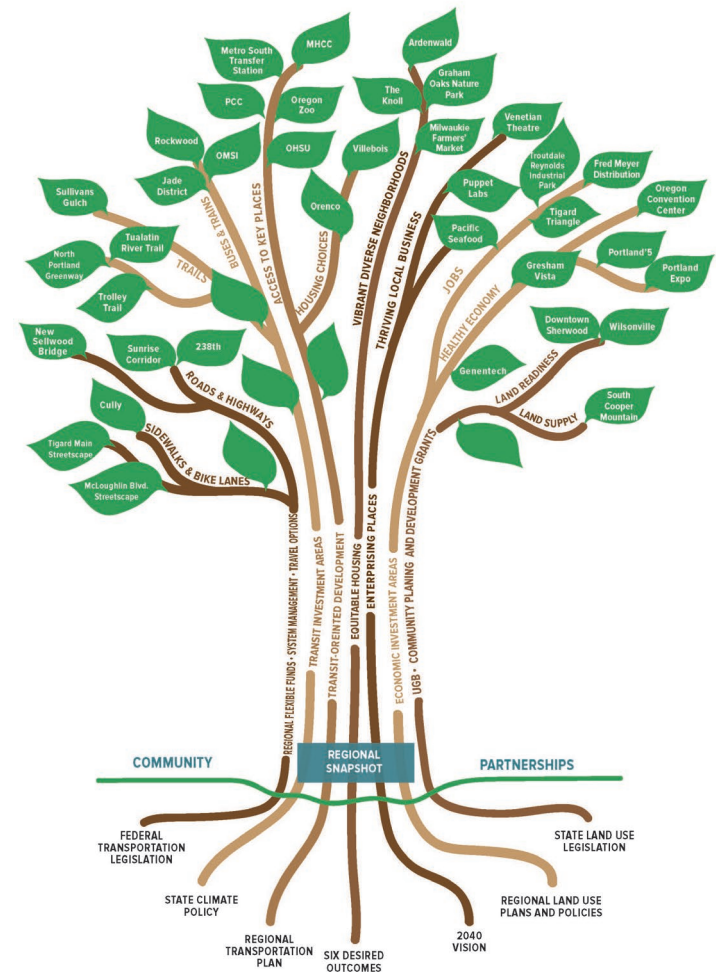 Metro South
Transfer
Station
MHCC
PCC
Oregon
Zoo
Rockwood
OMSI
OHSU
Jade
District
Villebois
Orenco
Sullivans
Gulch
Tualatin
River Trail
North
Portland
Greenway
Trolley
Trail
TRAILS
BUSES & TRAINS
ACCESS TO KEY PLACES
HOUSING CHOICES
New
Sellwood
Bridge
Sunrise
Corridor
238th
ROADS & HIGHWAYS
Cully
SIDEWALKS & BIKE LANES
Tigard Main
Streetscape
McLoughlin Blvd.
Streetscape
Ardenwald
The
Knoll
Graham
Oaks Nature
Park
Milwaukie
Farmers'
Market
VIBRANT DIVERSE NEIGHBORHOODS
Venetian
Theatre
Puppet
Labs
Pacific
Seafood
THRIVING LOCAL BUSINESS
Troutdale
Reynolds
Industrial
Park
Fred Meyer
Distribution
Tigard
Triangle
JOBS
Oregon
Convention
Center
Gresham
Vista
Portland'5
Portland
Expo
HEALTHY ECONOMY
Genentech
Downtown
Sherwood
Wilsonville
LAND READINESS
LAND SUPPLY
South
Cooper
Mountain
REGIONAL FLEXIBLE FUNDS • SYSTEM MANAGEMENT • TRAVEL OPTIONS
TRANSIT INVESTMENT AREAS
TRANSIT-OREINTED DEVELOPMENT
EQUITABLE HOUSING
ENTERPRISING PLACES
ECONOMIC INVESTMENT AREAS
UGB • COMMUNITY PLANING AND DEVELOPMENT GRANTS
COMMUNITY
REGIONAL
SNAPSHOT
PARTNERSHIPS
FEDERAL
TRANSPORTATION
LEGISLATION
STATE CLIMATE
POLICY
REGIONAL
TRANSPORTATION
PLAN
SIX DESIRED
OUTCOMES
2040
VISION
REGIONAL LAND USE
PLANS AND POLICIES
STATE LAND USE
LEGISLATION